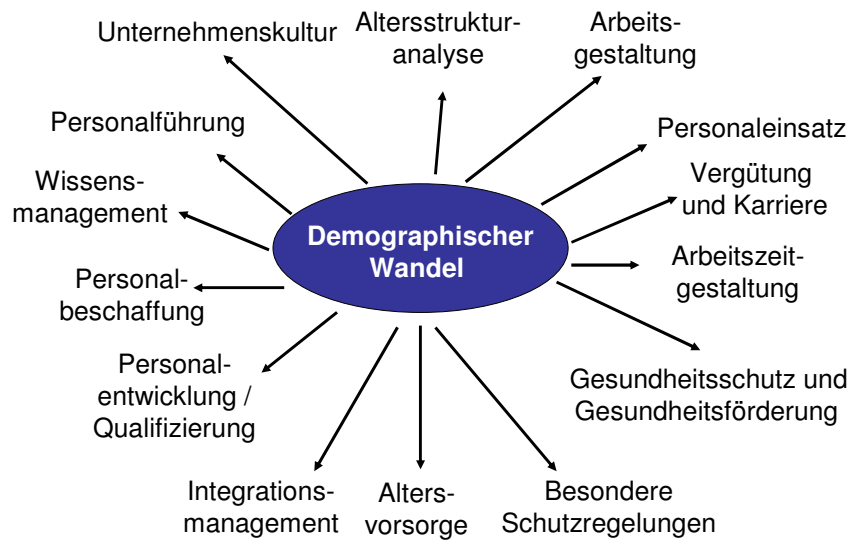 Unternehmenskultur
Altersstruktur-
analyse
Arbeits-
gestaltung
Personalführung
Personaleinsatz
Wissens-
management
Vergütung
und Karriere
Demographischer
Wandel
Arbeitszeit-
gestaltung
Personal-
beschaffung
Personal-
entwicklung /
Qualifizierung
Gesundheitsschutz und
Gesundheitsförderung
Integrations-
management
Alters-
vorsorge
Besondere
Schutzregelungen